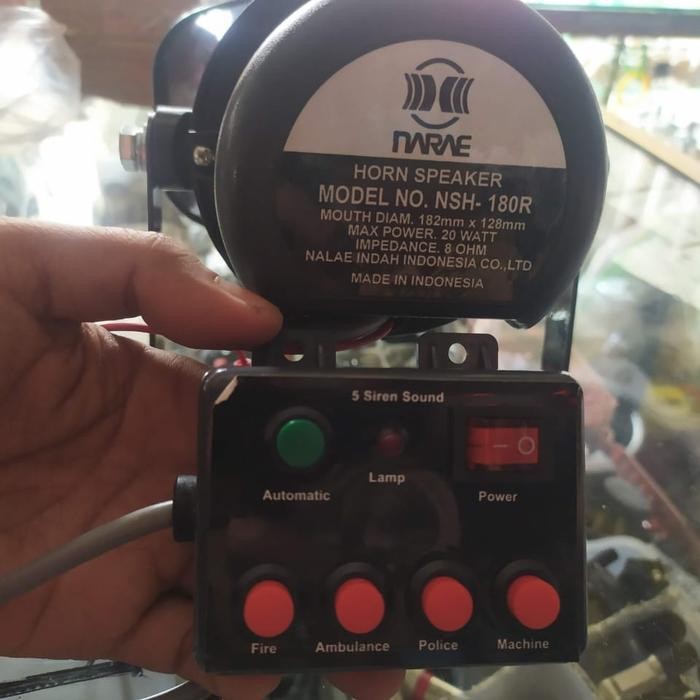 NARAE
HORN SPEAKER
MODEL NO. NSH- 180R
MOUTH DIAM. 182mm x 128mm
MAX POWER. 20 WATT
IMPEDANCE. 8 OHM
NALAE INDAH INDONESIA CO.,LTD
MADE IN INDONESIA
5 Siren Sound
Automatic
Lamp
Power
Fire
Ambulance
Police
Machine